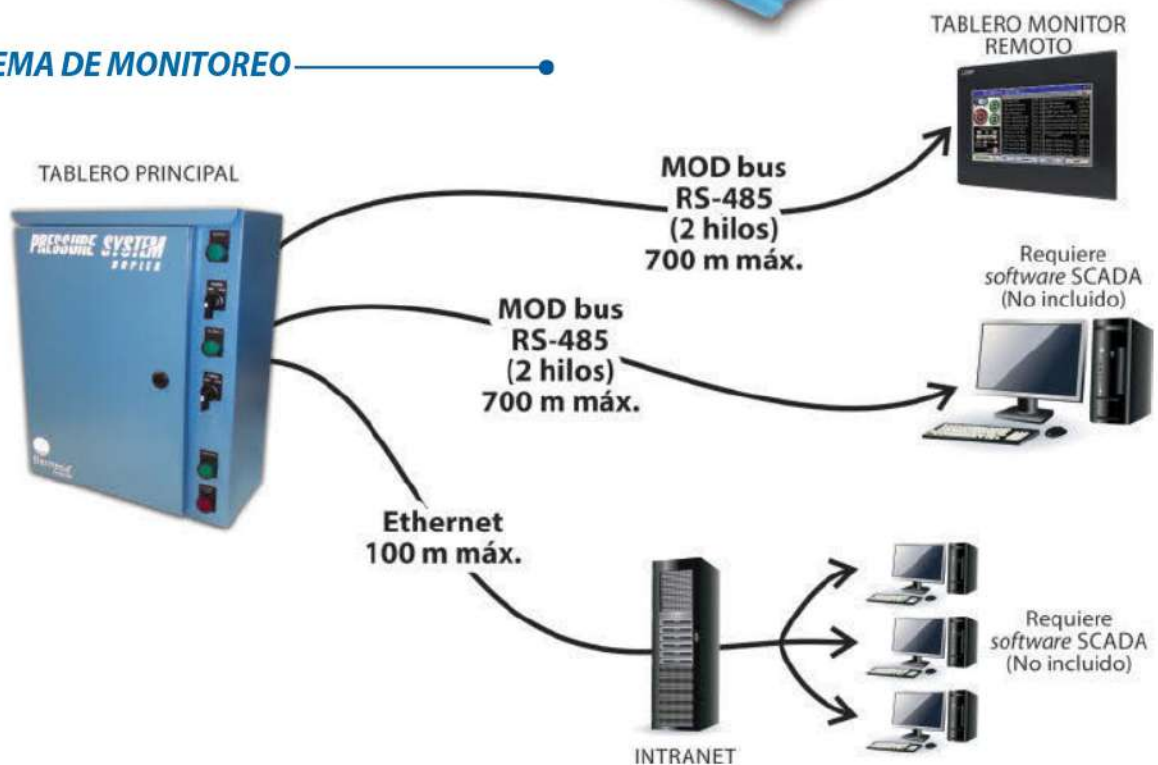 EMA DE MONITOREO
TABLERO MONITOR
REMOTO
TABLERO PRINCIPAL
PRESSURE SYSTEM
DUPLEX
MOD bus
RS-485
(2 hilos)
700 m máx.
Requiere
software SCADA
(No incluido)
MOD bus
RS-485
(2 hilos)
700 m máx.
Ethernet
100 m máx.
Requiere
software SCADA
(No incluido)
INTRANET